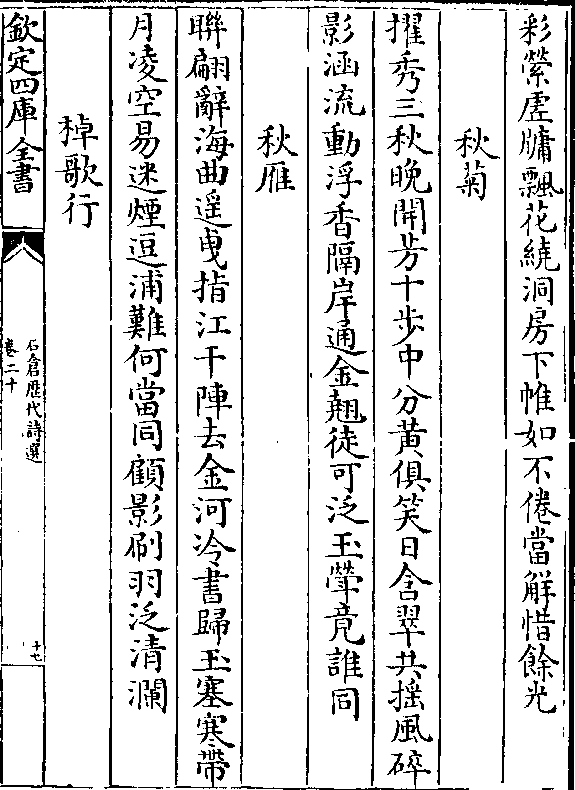 彩縈虛牗飄花繞洞房下帷如不倦當解惜餘光
秋菊
擢秀三秋晚開芳十步中分黃俱笑日含翠共揺風碎
影涵流動浮香隔岸通金翹徒可泛玉斝竟誰同
秋雁
聯翩辭海曲遥曵指江干陣去金河冷書歸玉塞寒帶
月凌空易迷煙逗浦難何當同顧影刷羽泛清瀾
棹歌行
欽定四庫全書
石倉歴代詩選
卷二十
十七